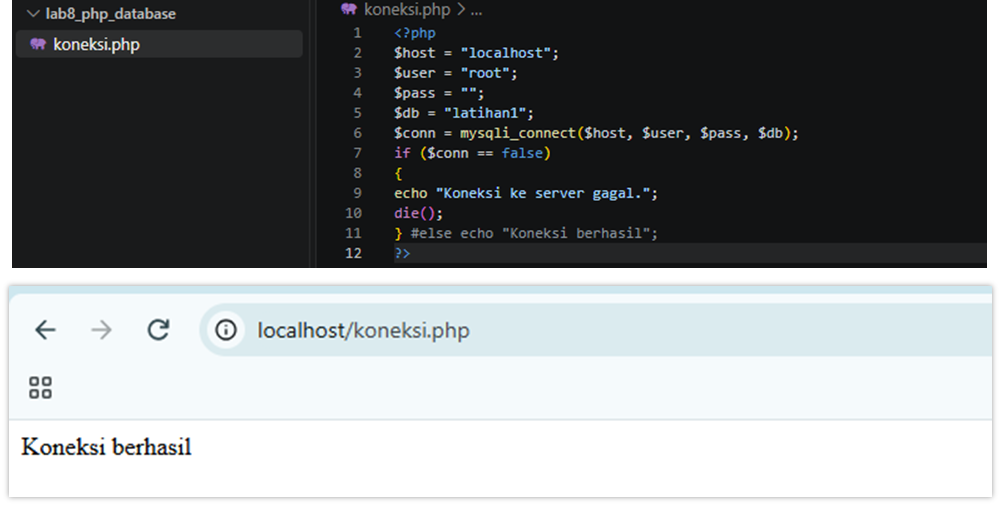 lab8_php_database
koneksi.php
koneksi.php > ...
1 <?php
2 $host = "localhost";
3 $user = "root";
4 $pass = "";
5 $db = "latihan1";
6 $conn = mysqli_connect($host, $user, $pass, $db);
7 if ($conn == false)
8 {
9 echo "Koneksi ke server gagal.";
10 die();
11 } #else echo "Koneksi berhasil";
12 ?>
localhost/koneksi.php
Koneksi berhasil